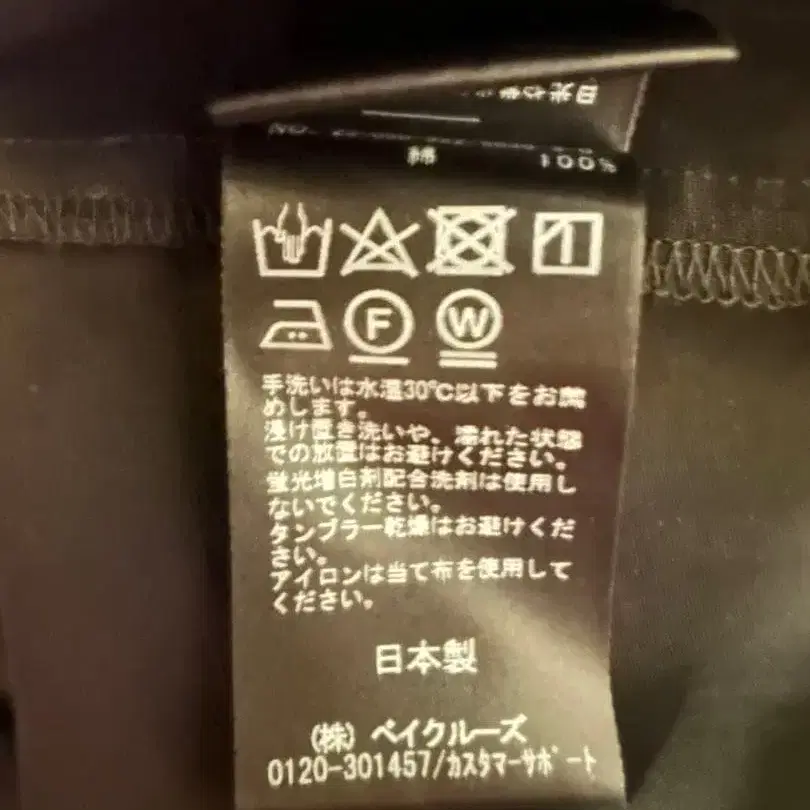 綿 100%
F W
手洗いは水温30℃以下をお薦
めします。
浸け置き洗いや、濡れた状態
での放置はお避けください。
蛍光増白剤配合洗剤は使用し
ないでください。
タンブラー乾燥はお避けくだ
さい。
アイロンは当て布を使用して
ください。
日本製
(株) ベイクルーズ
0120-301457/カスタマーサポート